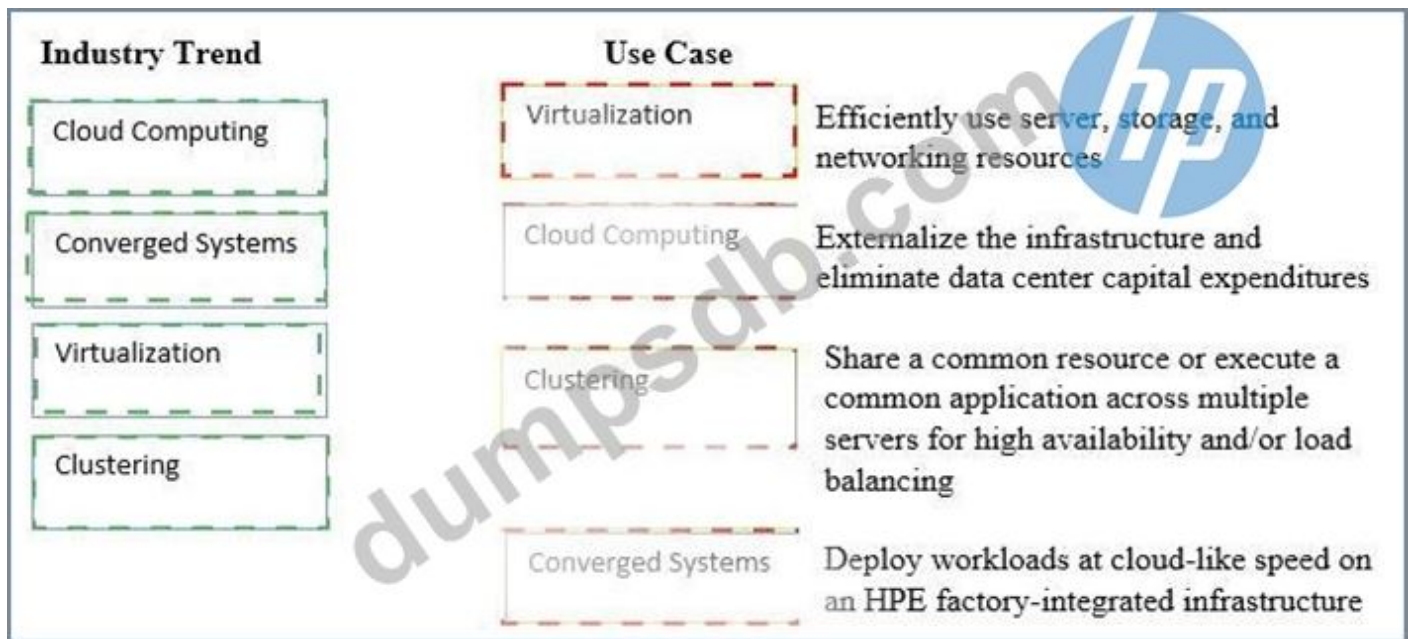 Industry Trend
Cloud Computing
Converged Systems
Virtualization
Clustering
Use Case
Virtualization
Efficiently use server, storage, and
networking resources
Cloud Computing
Externalize the infrastructure and
eliminate data center capital expenditures
Clustering
Share a common resource or execute a
common application across multiple
servers for high availability and/or load
balancing
Converged Systems
Deploy workloads at cloud-like speed on
an HPE factory-integrated infrastructure
hp
dumpsdb.com